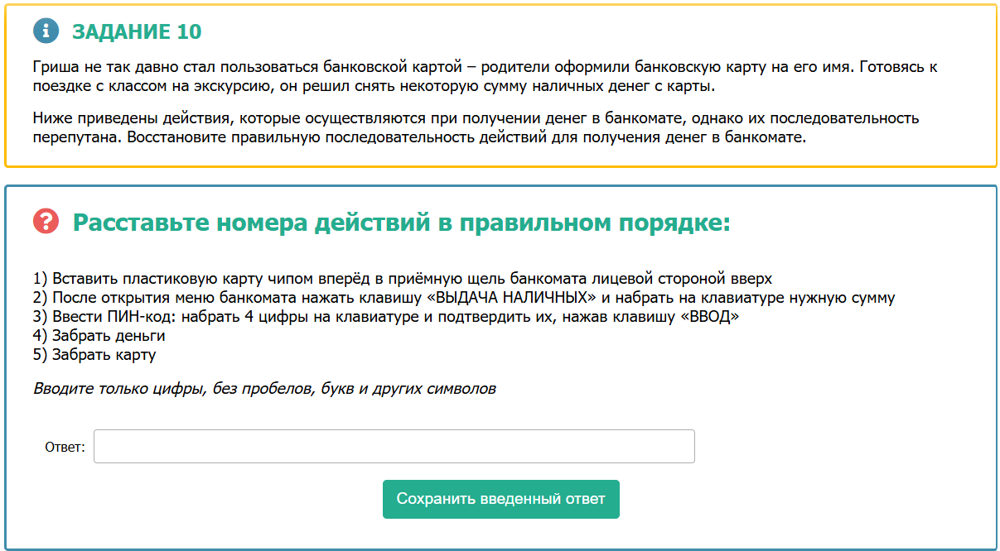 ЗАДАНИЕ 10
Гриша не так давно стал пользоваться банковской картой – родители оформили банковскую карту на его имя. Готовясь к
поездке с классом на экскурсию, он решил снять некоторую сумму наличных денег с карты.
Ниже приведены действия, которые осуществляются при получении денег в банкомате, однако их последовательность
перепутана. Восстановите правильную последовательность действий для получения денег в банкомате.
Расставьте номера действий в правильном порядке:
1) Вставить пластиковую карту чипом вперёд в приёмную щель банкомата лицевой стороной вверх
2) После открытия меню банкомата нажать клавишу «ВЫДАЧА НАЛИЧНЫХ» и набрать на клавиатуре нужную сумму
3) Ввести ПИН-код: набрать 4 цифры на клавиатуре и подтвердить их, нажав клавишу «ВВОД»
4) Забрать деньги
5) Забрать карту
Вводите только цифры, без пробелов, букв и других символов
Ответ:
Сохранить введенный ответ